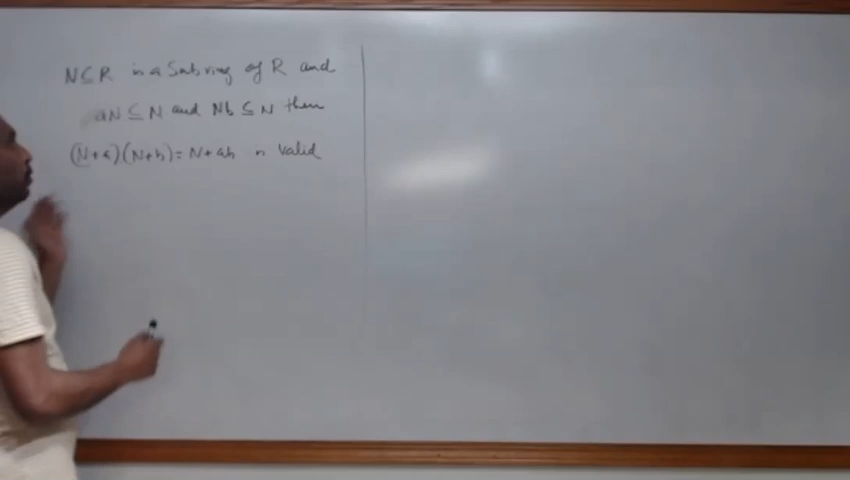 N⊆R is a Subring of R and
aN ⊆ N and Nb ⊆ N then
(N+a)(N+b) = N+ab is valid